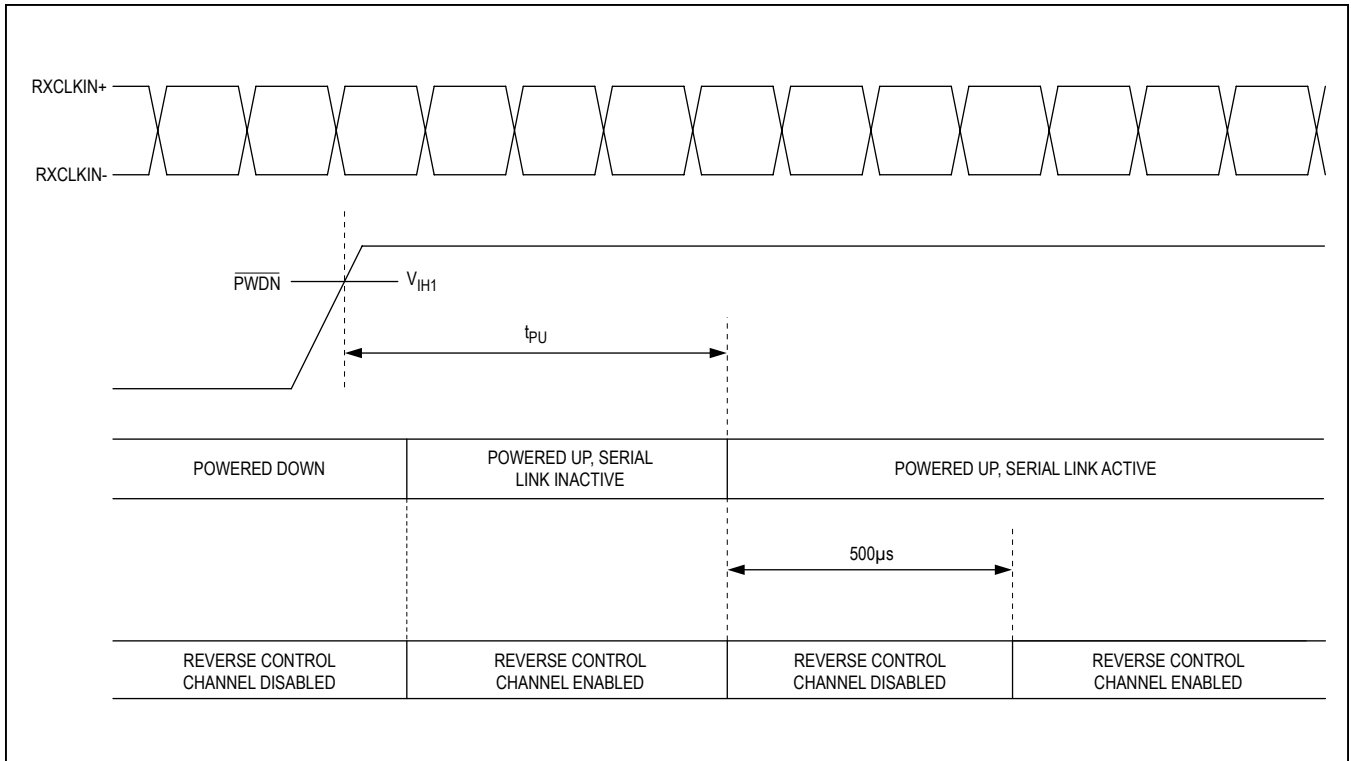 RXCLKIN+
RXCLKIN-
PWDN
V_IH1
t_PU
POWERED DOWN
POWERED UP, SERIAL
LINK INACTIVE
POWERED UP, SERIAL LINK ACTIVE
500µs
REVERSE CONTROL
CHANNEL DISABLED
REVERSE CONTROL
CHANNEL ENABLED
REVERSE CONTROL
CHANNEL DISABLED
REVERSE CONTROL
CHANNEL ENABLED